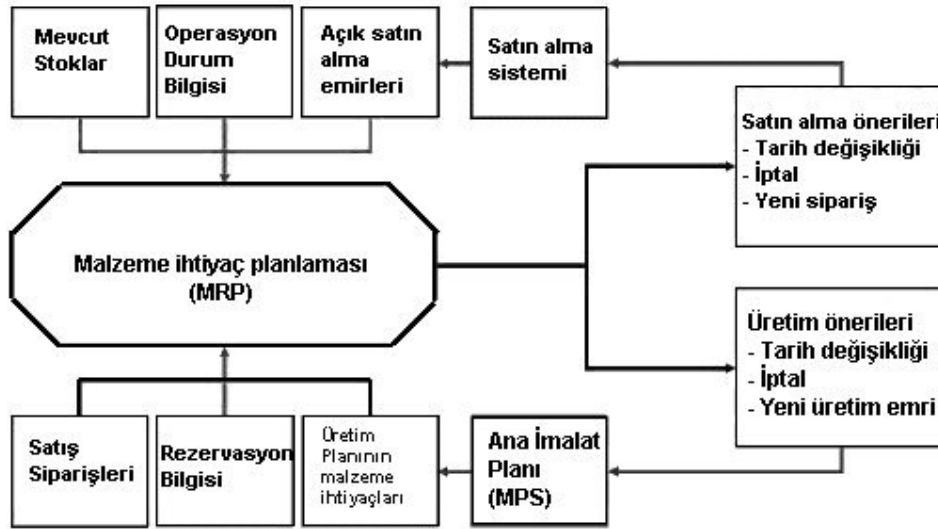 Mevcut
Stoklar
Operasyon
Durum
Bilgisi
Açık satın
alma
emirleri
Satın alma
sistemi
Satın alma önerileri
- Tarih değişikliği
- İptal
- Yeni sipariş
Malzeme ihtiyaç planlaması
(MRP)
Üretim önerileri
- Tarih değişikliği
- İptal
- Yeni üretim emri
Satış
Siparişleri
Rezervasyon
Bilgisi
Üretim
Planının
malzeme
ihtiyaçları
Ana İmalat
Planı
(MPS)